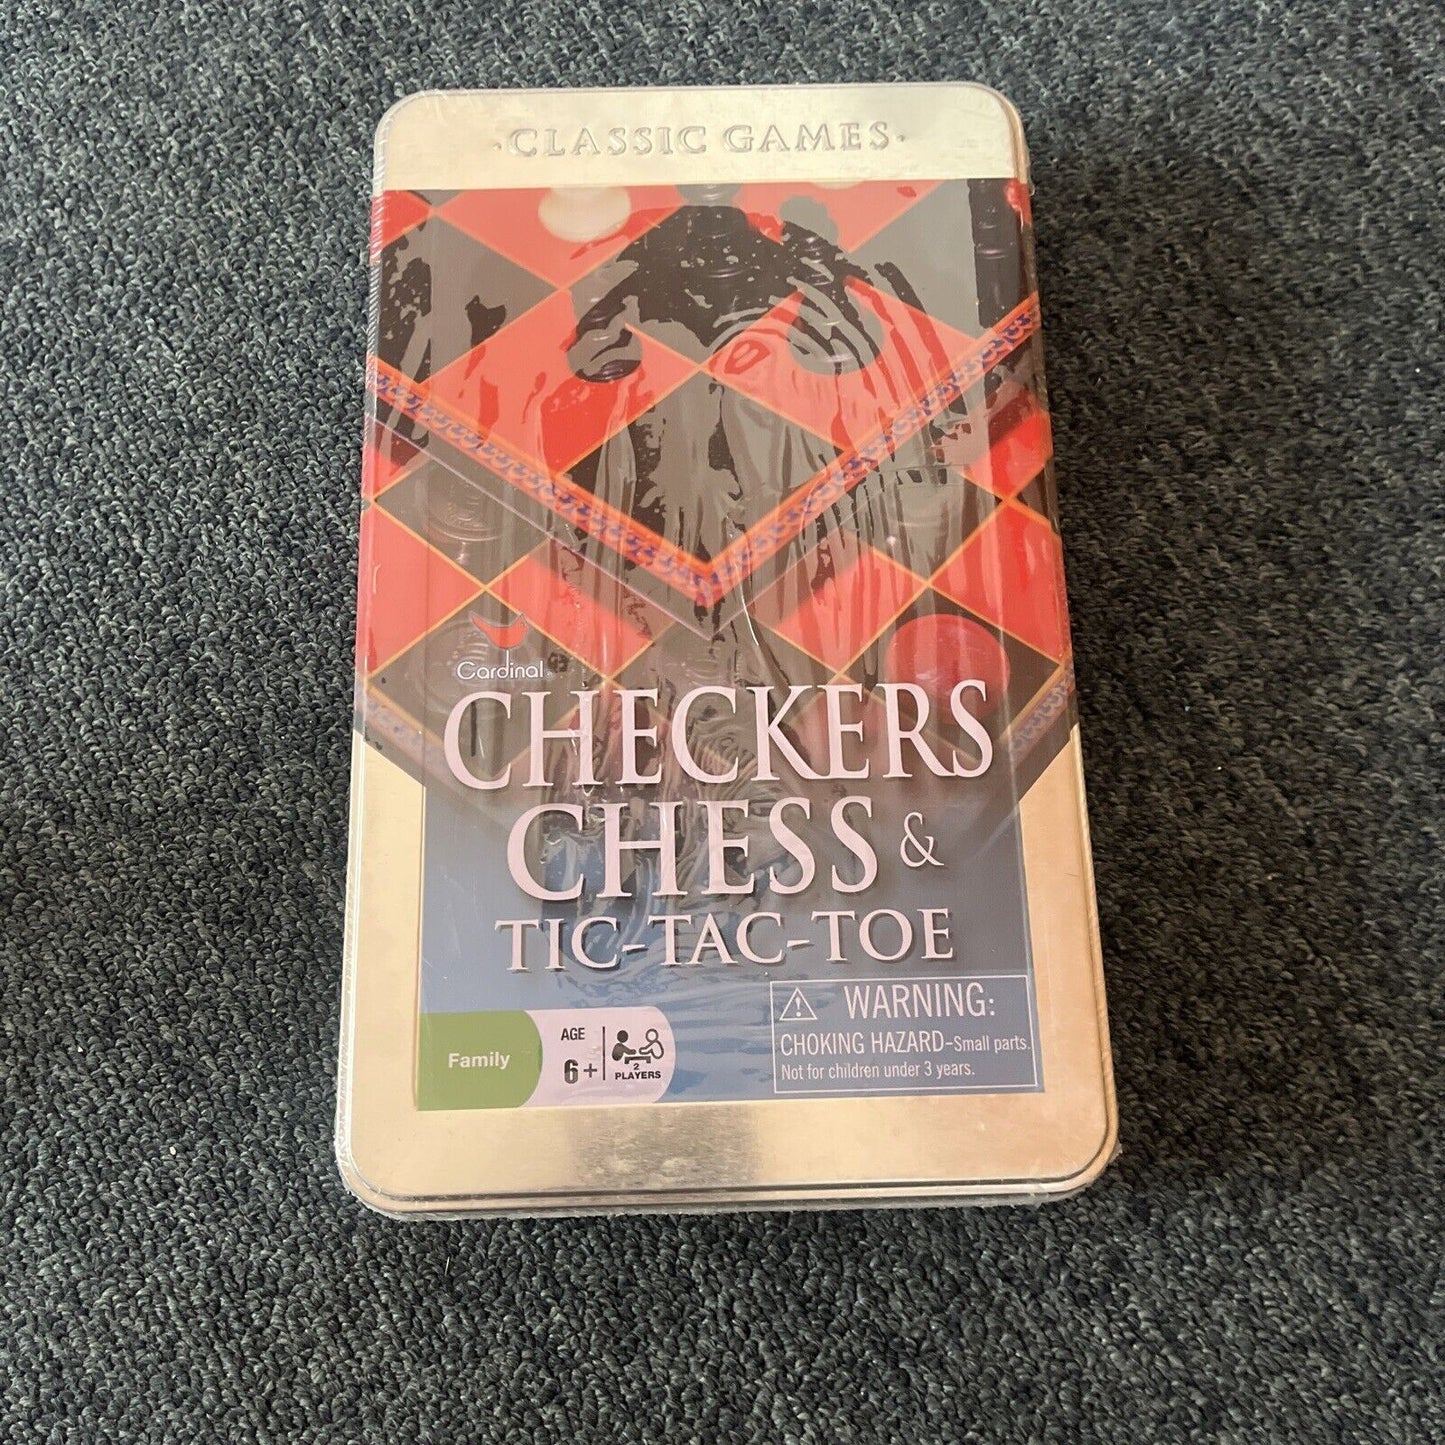 ·CLASSIC GAMES·
Cardinal
CHECKERS
CHESS &
TIC-TAC-TOE
⚠ WARNING:
CHOKING HAZARD-Small parts.
Not for children under 3 years.
Family
AGE
6+
2
PLAYERS